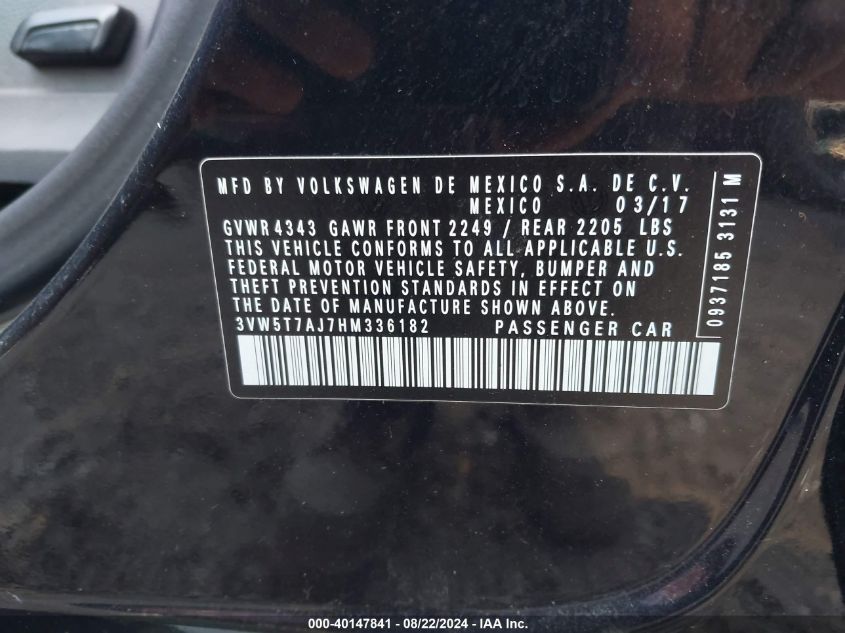 MFD BY VOLKSWAGEN DE MEXICO S.A. DE C.V.
MEXICO 03/17
GVWR 4343 GAWR FRONT 2249 / REAR 2205 LBS
THIS VEHICLE CONFORMS TO ALL APPLICABLE U.S.
FEDERAL MOTOR VEHICLE SAFETY, BUMPER AND
THEFT PREVENTION STANDARDS IN EFFECT ON
THE DATE OF MANUFACTURE SHOWN ABOVE.
3VW5T7AJ7HM336182 PASSENGER CAR
0937185 3131 M
000-40147841 - 08/22/2024 - IAA Inc.